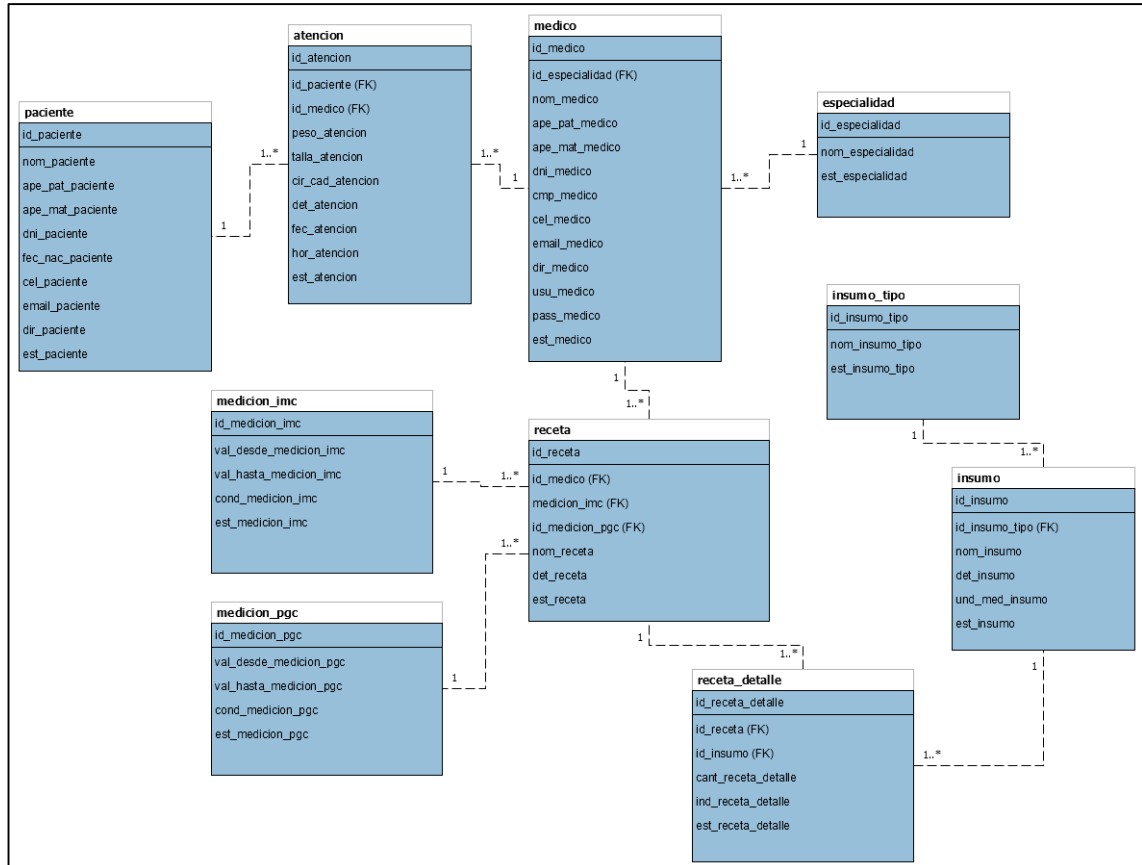 paciente
id_paciente
nom_paciente
ape_pat_paciente
ape_mat_paciente
dni_paciente
fec_nac_paciente
cel_paciente
email_paciente
dir_paciente
est_paciente
1
1..*
atencion
id_atencion
id_paciente (FK)
id_medico (FK)
peso_atencion
talla_atencion
cir_cad_atencion
det_atencion
fec_atencion
hor_atencion
est_atencion
1..*
1
medico
id_medico
id_especialidad (FK)
nom_medico
ape_pat_medico
ape_mat_medico
dni_medico
cmp_medico
cel_medico
email_medico
dir_medico
usu_medico
pass_medico
est_medico
1..*
1
especialidad
id_especialidad
nom_especialidad
est_especialidad
insumo_tipo
id_insumo_tipo
nom_insumo_tipo
est_insumo_tipo
1
1..*
1
1..*
medicion_imc
id_medicion_imc
val_desde_medicion_imc
val_hasta_medicion_imc
cond_medicion_imc
est_medicion_imc
1
1..*
receta
id_receta
id_medico (FK)
medicion_imc (FK)
id_medicion_pgc (FK)
nom_receta
det_receta
est_receta
1..*
1
insumo
id_insumo
id_insumo_tipo (FK)
nom_insumo
det_insumo
und_med_insumo
est_insumo
medicion_pgc
id_medicion_pgc
val_desde_medicion_pgc
val_hasta_medicion_pgc
cond_medicion_pgc
est_medicion_pgc
1
1..*
1
1..*
receta_detalle
id_receta_detalle
id_receta (FK)
id_insumo (FK)
cant_receta_detalle
ind_receta_detalle
est_receta_detalle